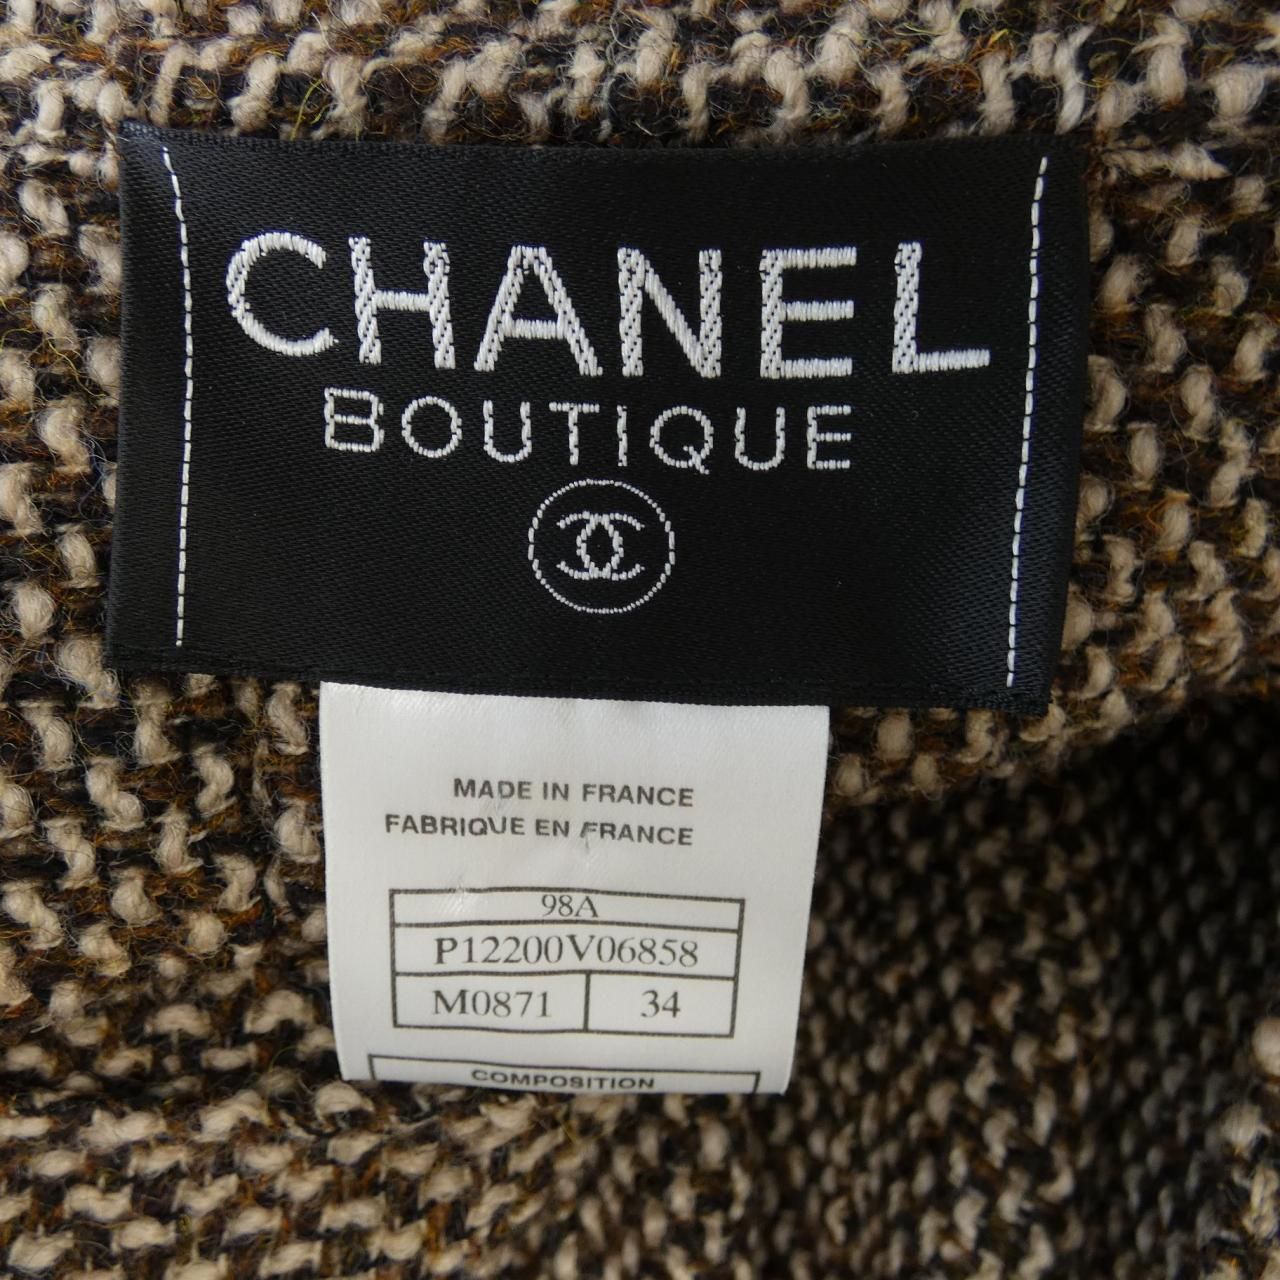 CHANEL
BOUTIQUE
MADE IN FRANCE
FABRIQUE EN FRANCE
98A
P12200V06858
M0871 34
COMPOSITION